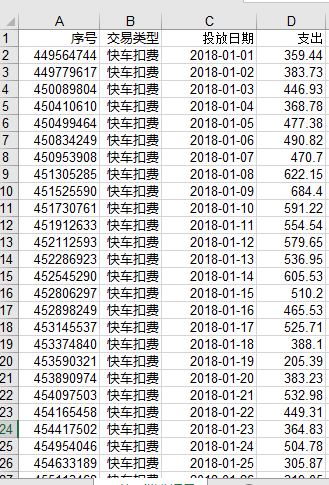 A B C D
1 序号 交易类型 投放日期 支出
2 449564744 快车扣费 2018-01-01 359.44
3 449779617 快车扣费 2018-01-02 383.73
4 450089804 快车扣费 2018-01-03 446.93
5 450410610 快车扣费 2018-01-04 368.78
6 450499464 快车扣费 2018-01-05 477.38
7 450834249 快车扣费 2018-01-06 490.82
8 450953908 快车扣费 2018-01-07 470.7
9 451305285 快车扣费 2018-01-08 622.15
10 451525590 快车扣费 2018-01-09 684.4
11 451730761 快车扣费 2018-01-10 591.22
12 451912633 快车扣费 2018-01-11 554.54
13 452112593 快车扣费 2018-01-12 579.65
14 452286923 快车扣费 2018-01-13 536.95
15 452545290 快车扣费 2018-01-14 605.53
16 452806297 快车扣费 2018-01-15 510.2
17 452898249 快车扣费 2018-01-16 465.53
18 453145537 快车扣费 2018-01-17 525.71
19 453374840 快车扣费 2018-01-18 388.1
20 453590321 快车扣费 2018-01-19 205.39
21 453890974 快车扣费 2018-01-20 383.23
22 454097503 快车扣费 2018-01-21 532.98
23 454165458 快车扣费 2018-01-22 449.31
24 454417502 快车扣费 2018-01-23 364.83
25 454954046 快车扣费 2018-01-24 504.78
26 454633189 快车扣费 2018-01-25 305.87